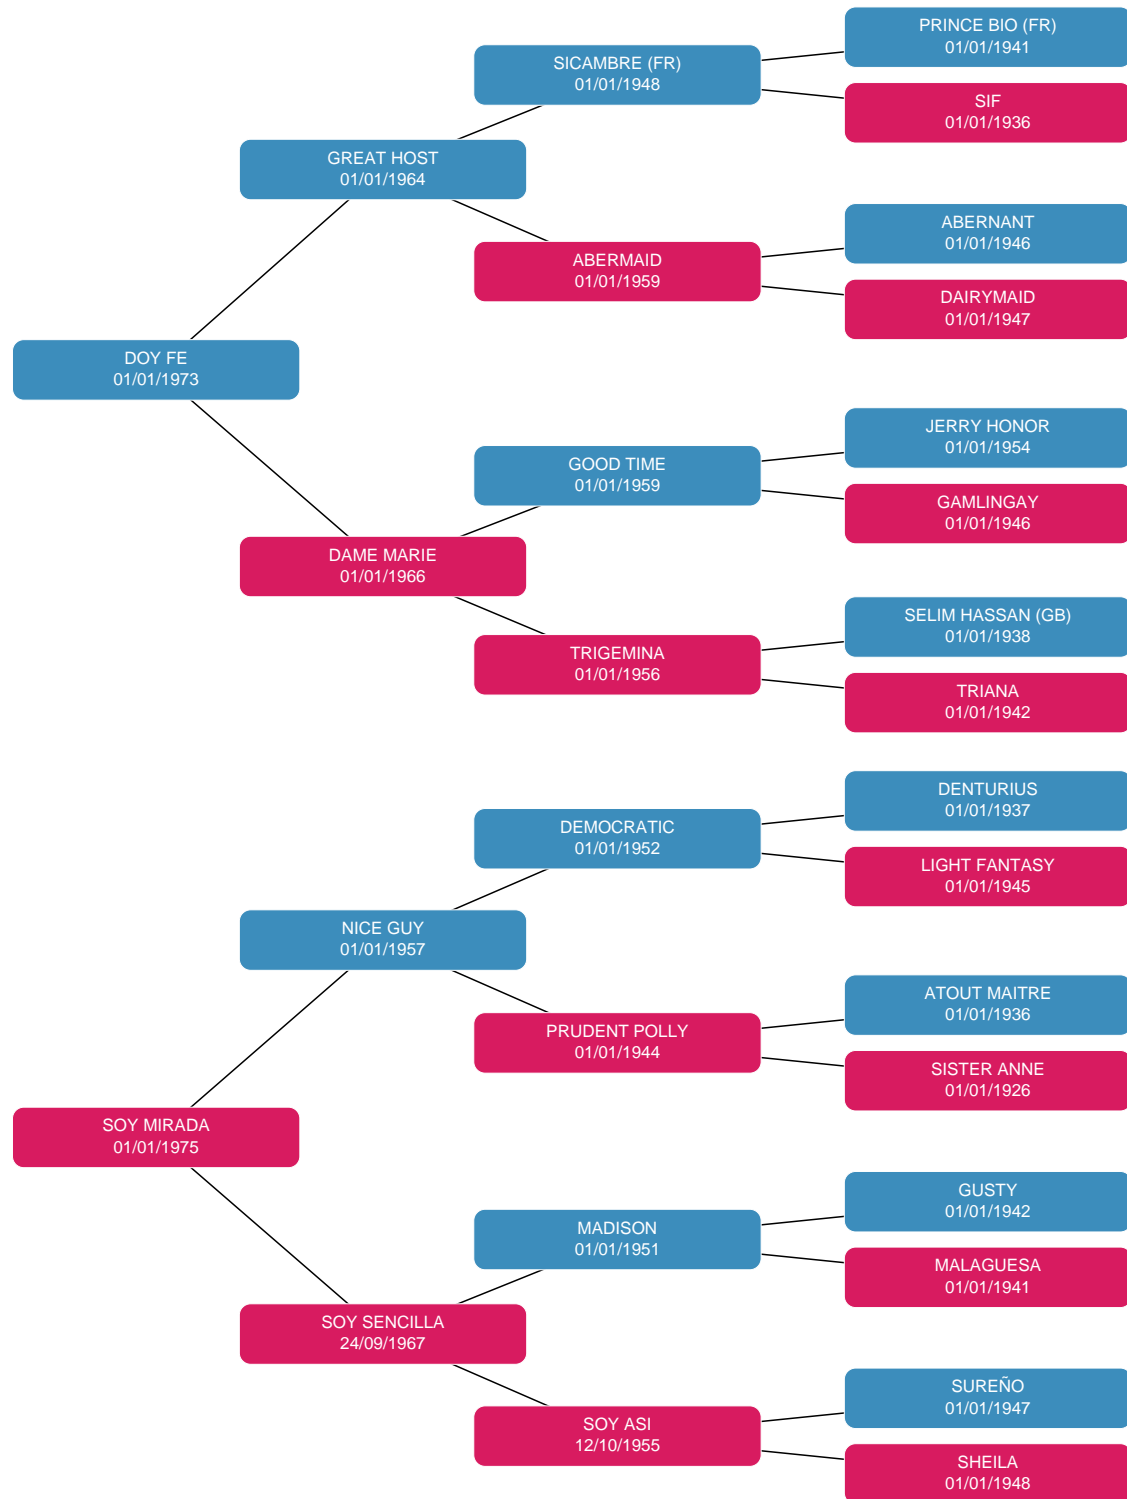 PRINCE BIO (FR)
01/01/1941
SICAMBRE (FR)
01/01/1948
SIF
01/01/1936
GREAT HOST
01/01/1964
ABERNANT
01/01/1946
ABERMAID
01/01/1959
DAIRYMAID
01/01/1947
DOY FE
01/01/1973
JERRY HONOR
01/01/1954
GOOD TIME
01/01/1959
GAMLINGAY
01/01/1946
DAME MARIE
01/01/1966
SELIM HASSAN (GB)
01/01/1938
TRIGEMINA
01/01/1956
TRIANA
01/01/1942
DENTURIUS
01/01/1937
DEMOCRATIC
01/01/1952
LIGHT FANTASY
01/01/1945
NICE GUY
01/01/1957
ATOUT MAITRE
01/01/1936
PRUDENT POLLY
01/01/1944
SISTER ANNE
01/01/1926
SOY MIRADA
01/01/1975
GUSTY
01/01/1942
MADISON
01/01/1951
MALAGUESA
01/01/1941
SOY SENCILLA
24/09/1967
SUREÑO
01/01/1947
SOY ASI
12/10/1955
SHEILA
01/01/1948